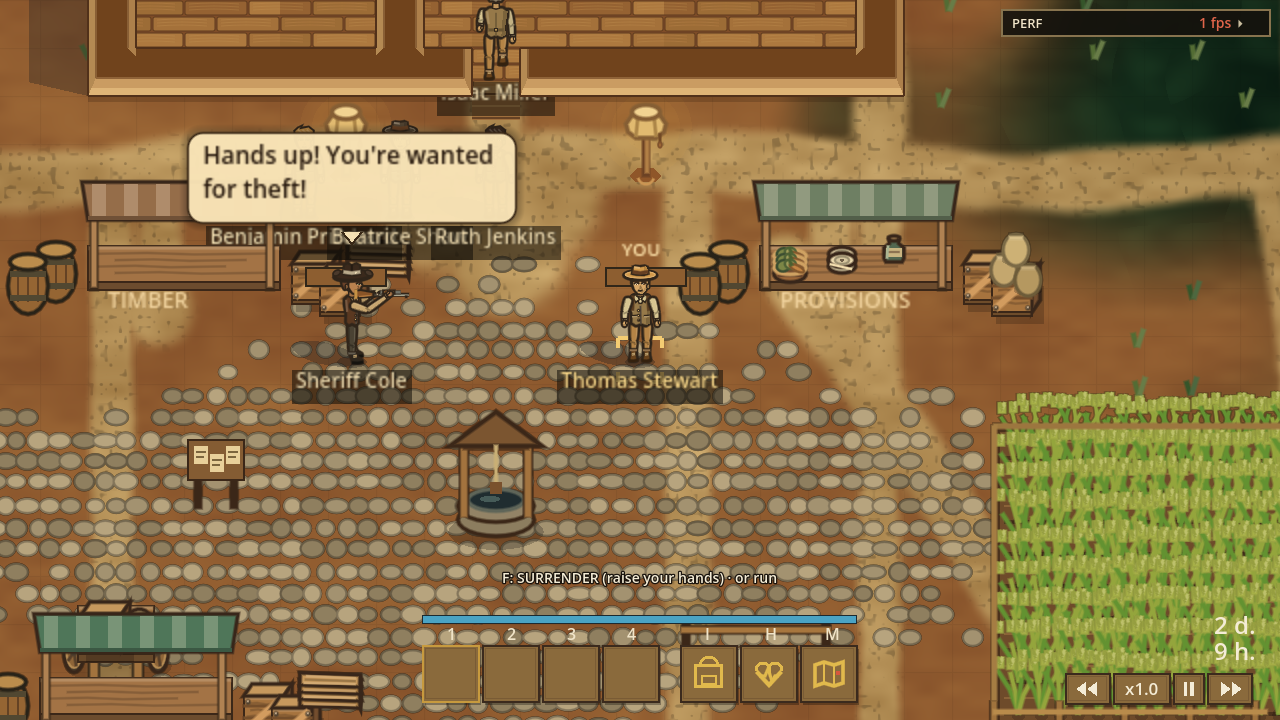 PERF 1 fps
Isaac Miller
Hands up! You're wanted
for theft!
Ruth Jenkins
YOU
TIMBER
PROVISIONS
Sheriff Cole
Thomas Stewart
F: SURRENDER (raise your hands) · or run
1 2 3 4 I H M
2 d.
9 h.
x1.0